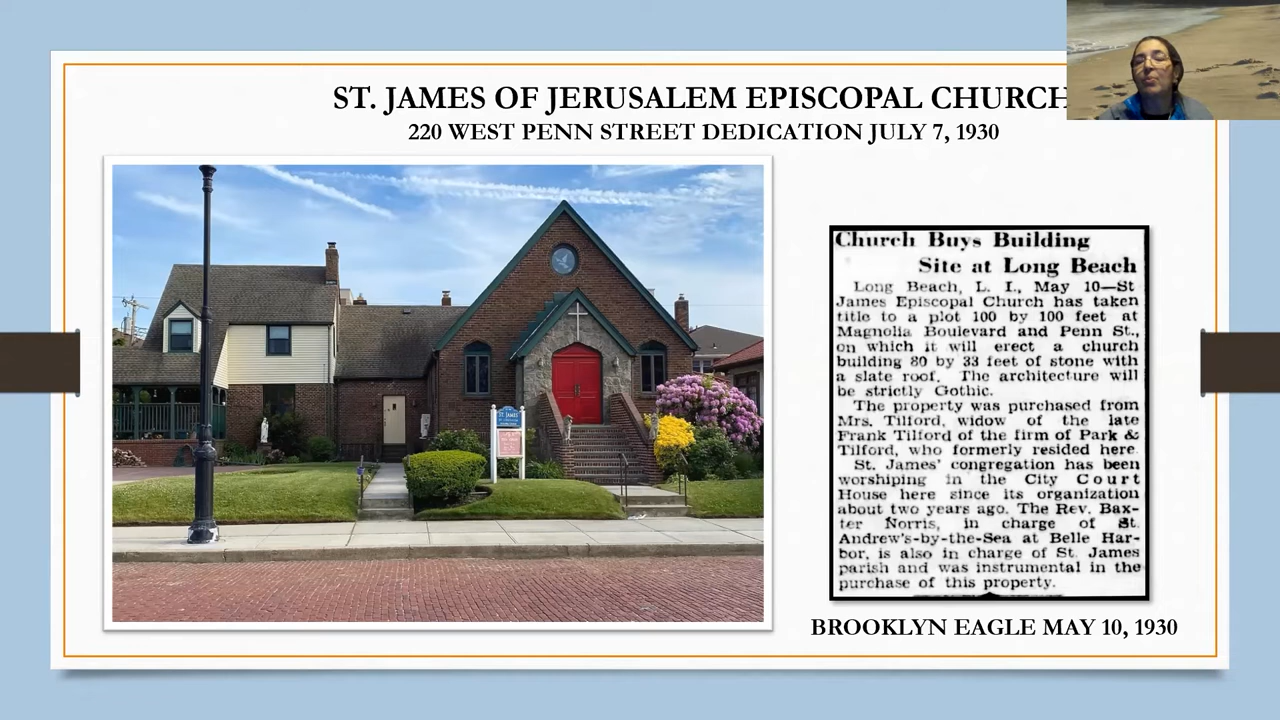 ST. JAMES OF JERUSALEM EPISCOPAL CHURCH
220 WEST PENN STREET DEDICATION JULY 7, 1930
ST. JAMES
Church Buys Building
Site at Long Beach
Long Beach, L. I., May 10—St
James Episcopal Church has taken
title to a plot 100 by 100 feet at
Magnolia Boulevard and Penn St.,
on which it will erect a church
building 80 by 33 feet of stone with
a slate roof. The architecture will
be strictly Gothic.
The property was purchased from
Mrs. Tilford, widow of the late
Frank Tilford of the firm of Park &
Tilford, who formerly resided here.
St. James' congregation has been
worshiping in the City Court
House here since its organization
about two years ago. The Rev. Bax-
ter Norris, in charge of St.
Andrew's-by-the-Sea at Belle Har-
bor, is also in charge of St. James
parish and was instrumental in the
purchase of this property.
BROOKLYN EAGLE MAY 10, 1930